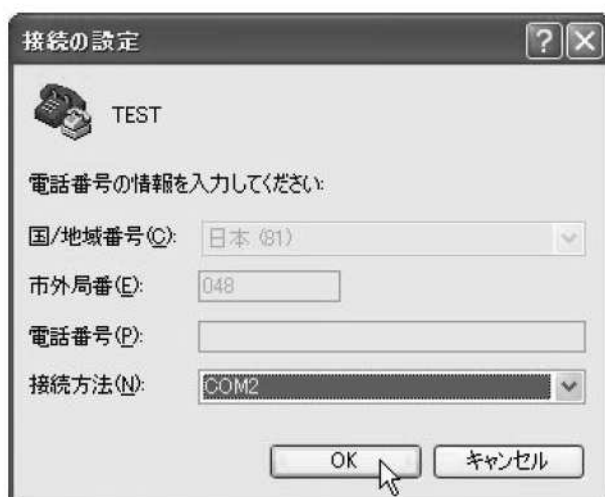 接続の設定
TEST
電話番号の情報を入力してください:
国/地域番号(C): 日本 (81)
市外局番(E): 048
電話番号(P):
接続方法(N): COM2
OK キャンセル